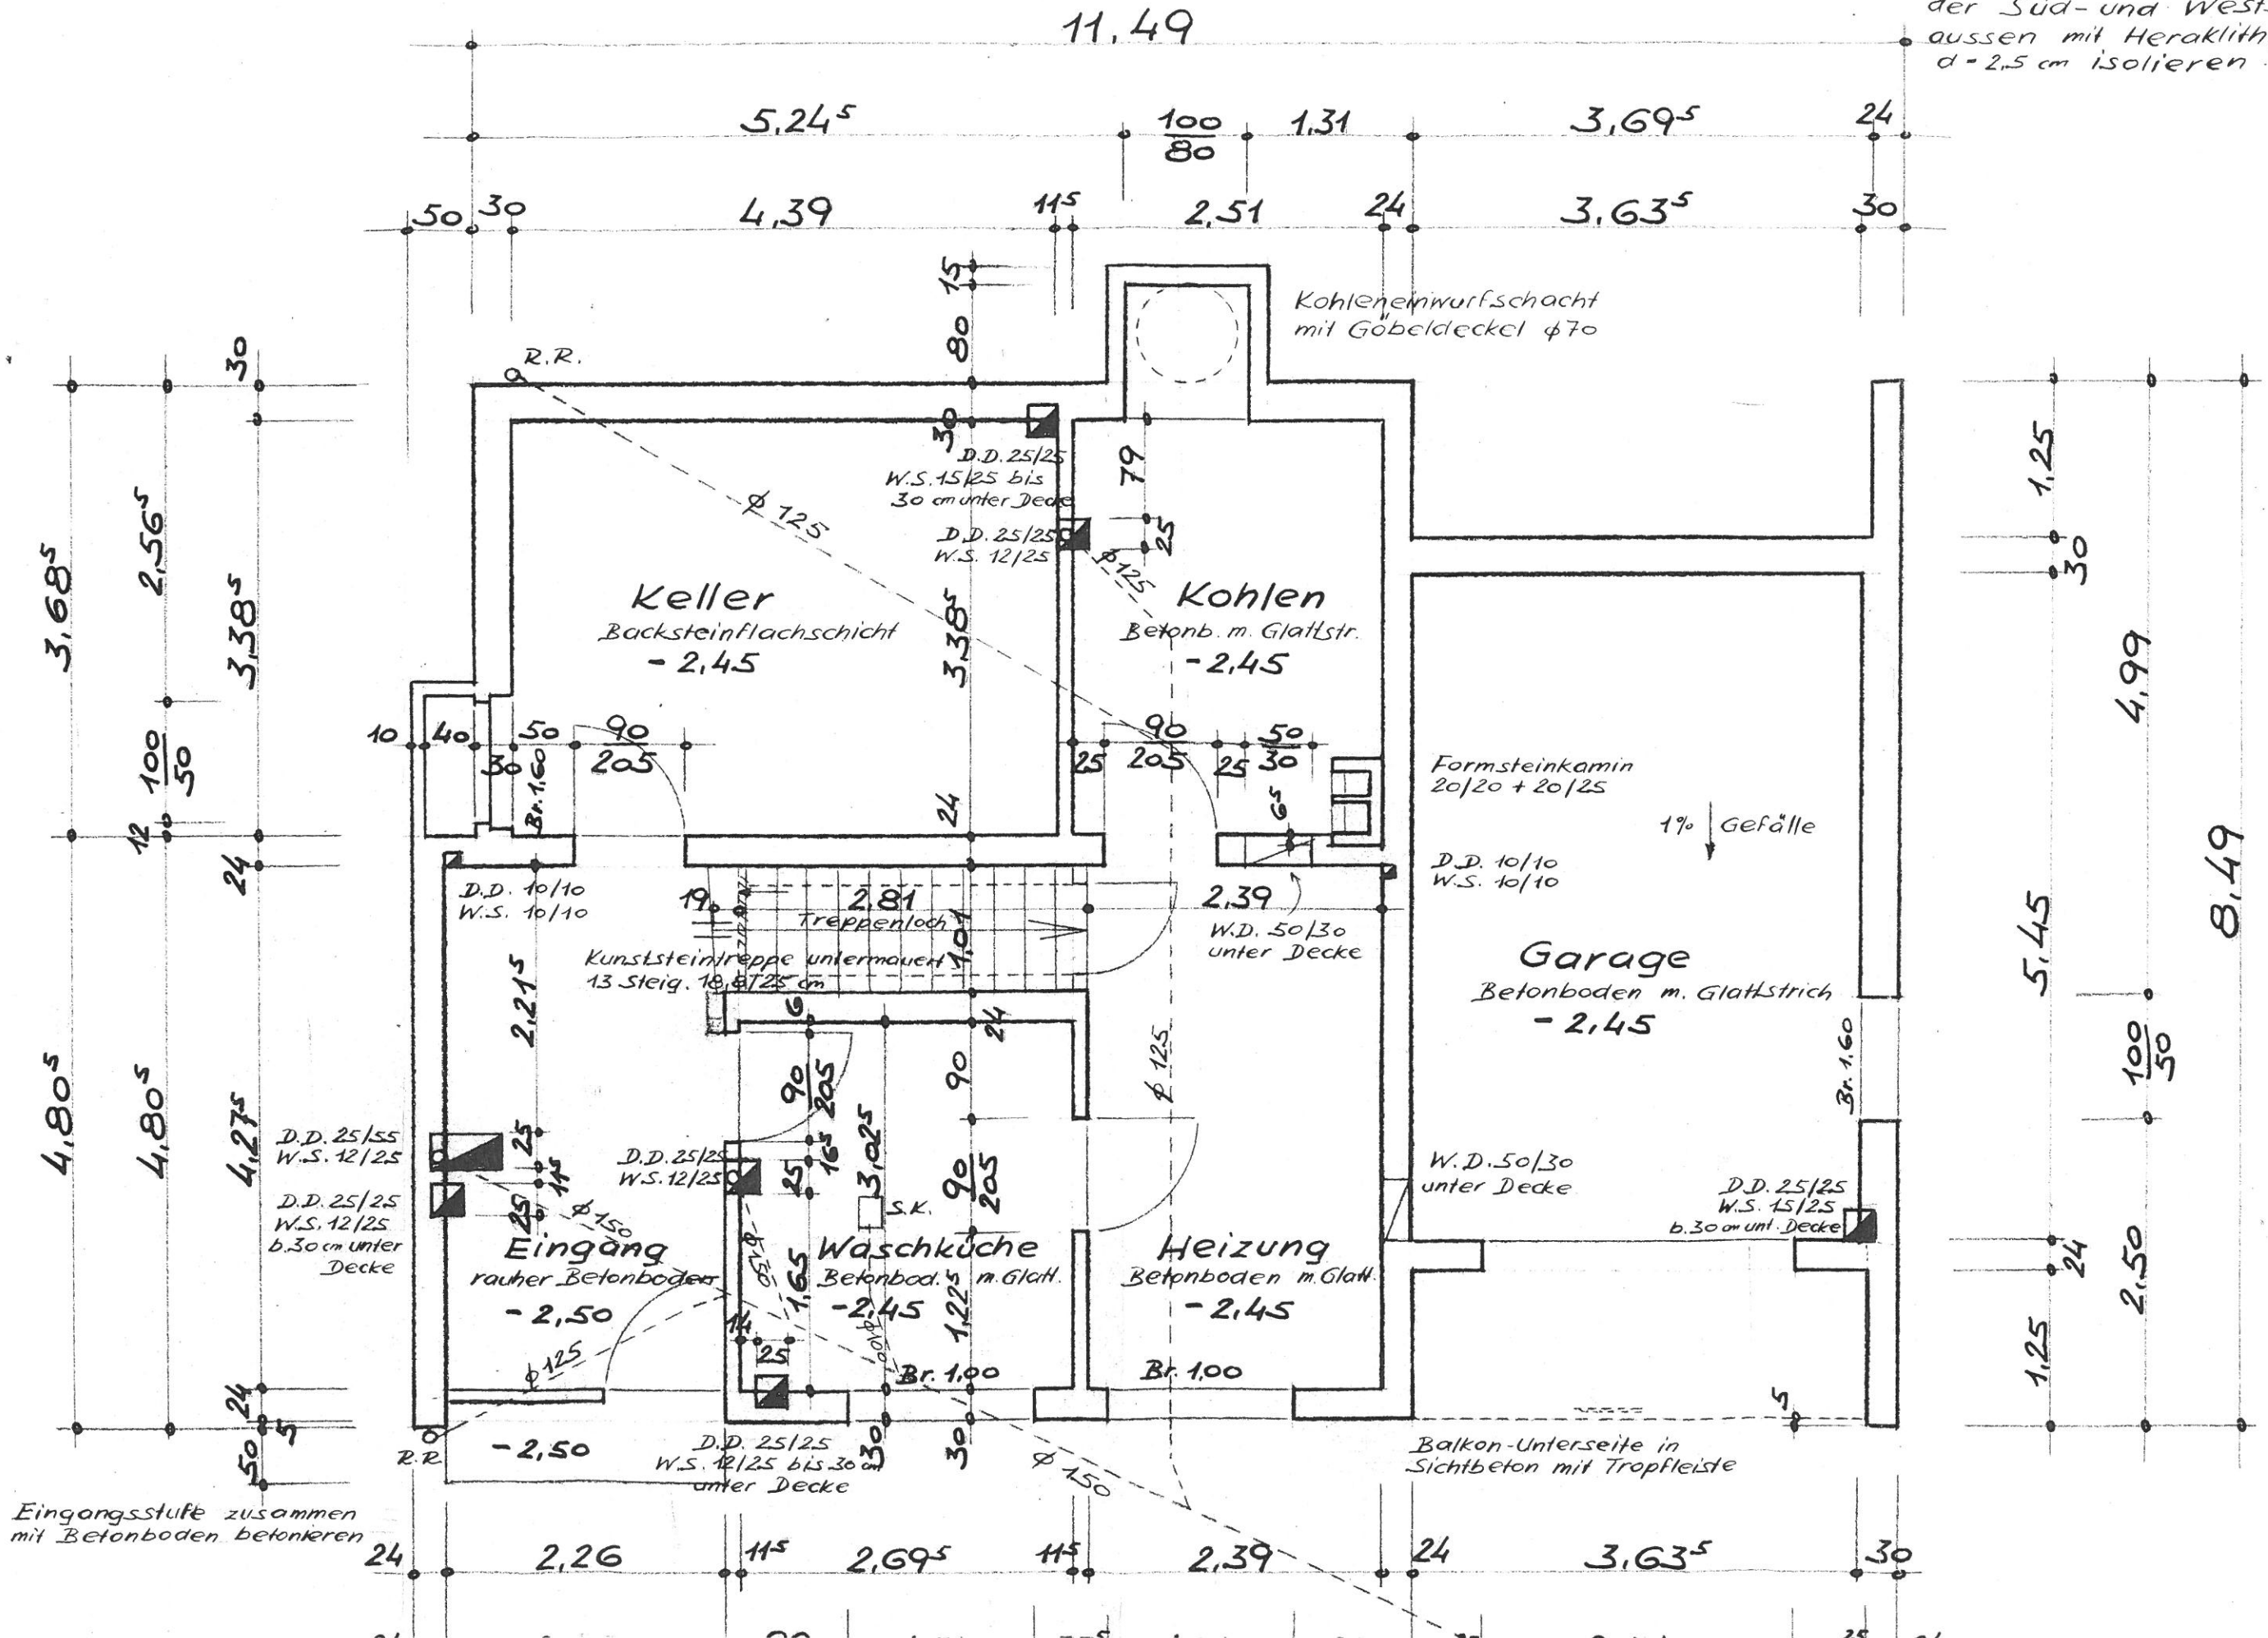 der Süd- und West-
aussen mit Heraklith
d = 2,5 cm isolieren
11,49
5,24⁵
100
80
1,31
3,69⁵
24
50
30
4,39
11⁵
2,51
24
3,63⁵
30
15
80
Kohleneinwurfschacht
mit Göbeldeckel ϕ70
R.R.
30
30
D.D. 25/25
W.S. 15/25 bis
30 cm unter Decke
79
25
D.D. 25/25
W.S. 12/25
ϕ 125
ϕ 125
1,25
30
3,68⁵
2,56⁵
3,38⁵
Keller
Backsteinflachschicht
- 2,45
3,38⁵
Kohlen
Betonb. m. Glattstr.
- 2,45
4,99
10
40
30
50
Br. 1,60
90
205
25
90
205
25
50
30
6⁵
100
50
12
24
24
Formsteinkamin
20/20 + 20/25
1% Gefälle
D.D. 10/10
W.S. 10/10
D.D. 10/10
W.S. 10/10
19
2,81
Treppenloch
1,01
2,39
W.D. 50/30
unter Decke
Kunststeintreppe untermauert
13 Steig. 18,8/25 cm
Garage
Betonboden m. Glattstrich
- 2,45
5,45
8,49
2,21⁵
6
24
90
205
90
ϕ 125
Br. 1,60
100
50
4,80⁵
4,80⁵
4,27⁵
D.D. 25/55
W.S. 12/25
D.D. 25/25
W.S. 12/25
b. 30 cm unter
Decke
25
11⁵
25
ϕ 150
D.D. 25/25
W.S. 12/25
25
16⁵
3,02⁵
S.K.
90
205
W.D. 50/30
unter Decke
D.D. 25/25
W.S. 15/25
b. 30 cm unt. Decke
Eingang
rauher Betonboden
- 2,50
ϕ 150
1,65
Waschküche
Betonbod. m. Glatt.
- 2,45
1,22⁵
Heizung
Betonboden m. Glatt.
- 2,45
24
2,50
1,25
14
25
ϕ 100
ϕ 125
Br. 1,00
Br. 1,00
24
5
50
R.R.
- 2,50
D.D. 25/25
W.S. 12/25 bis 30 cm
unter Decke
30
30
ϕ 150
5
Balkon-Unterseite in
Sichtbeton mit Tropfleiste
Eingangsstufe zusammen
mit Betonboden betonieren
24
2,26
11⁵
2,69⁵
11⁵
2,39
24
3,63⁵
30